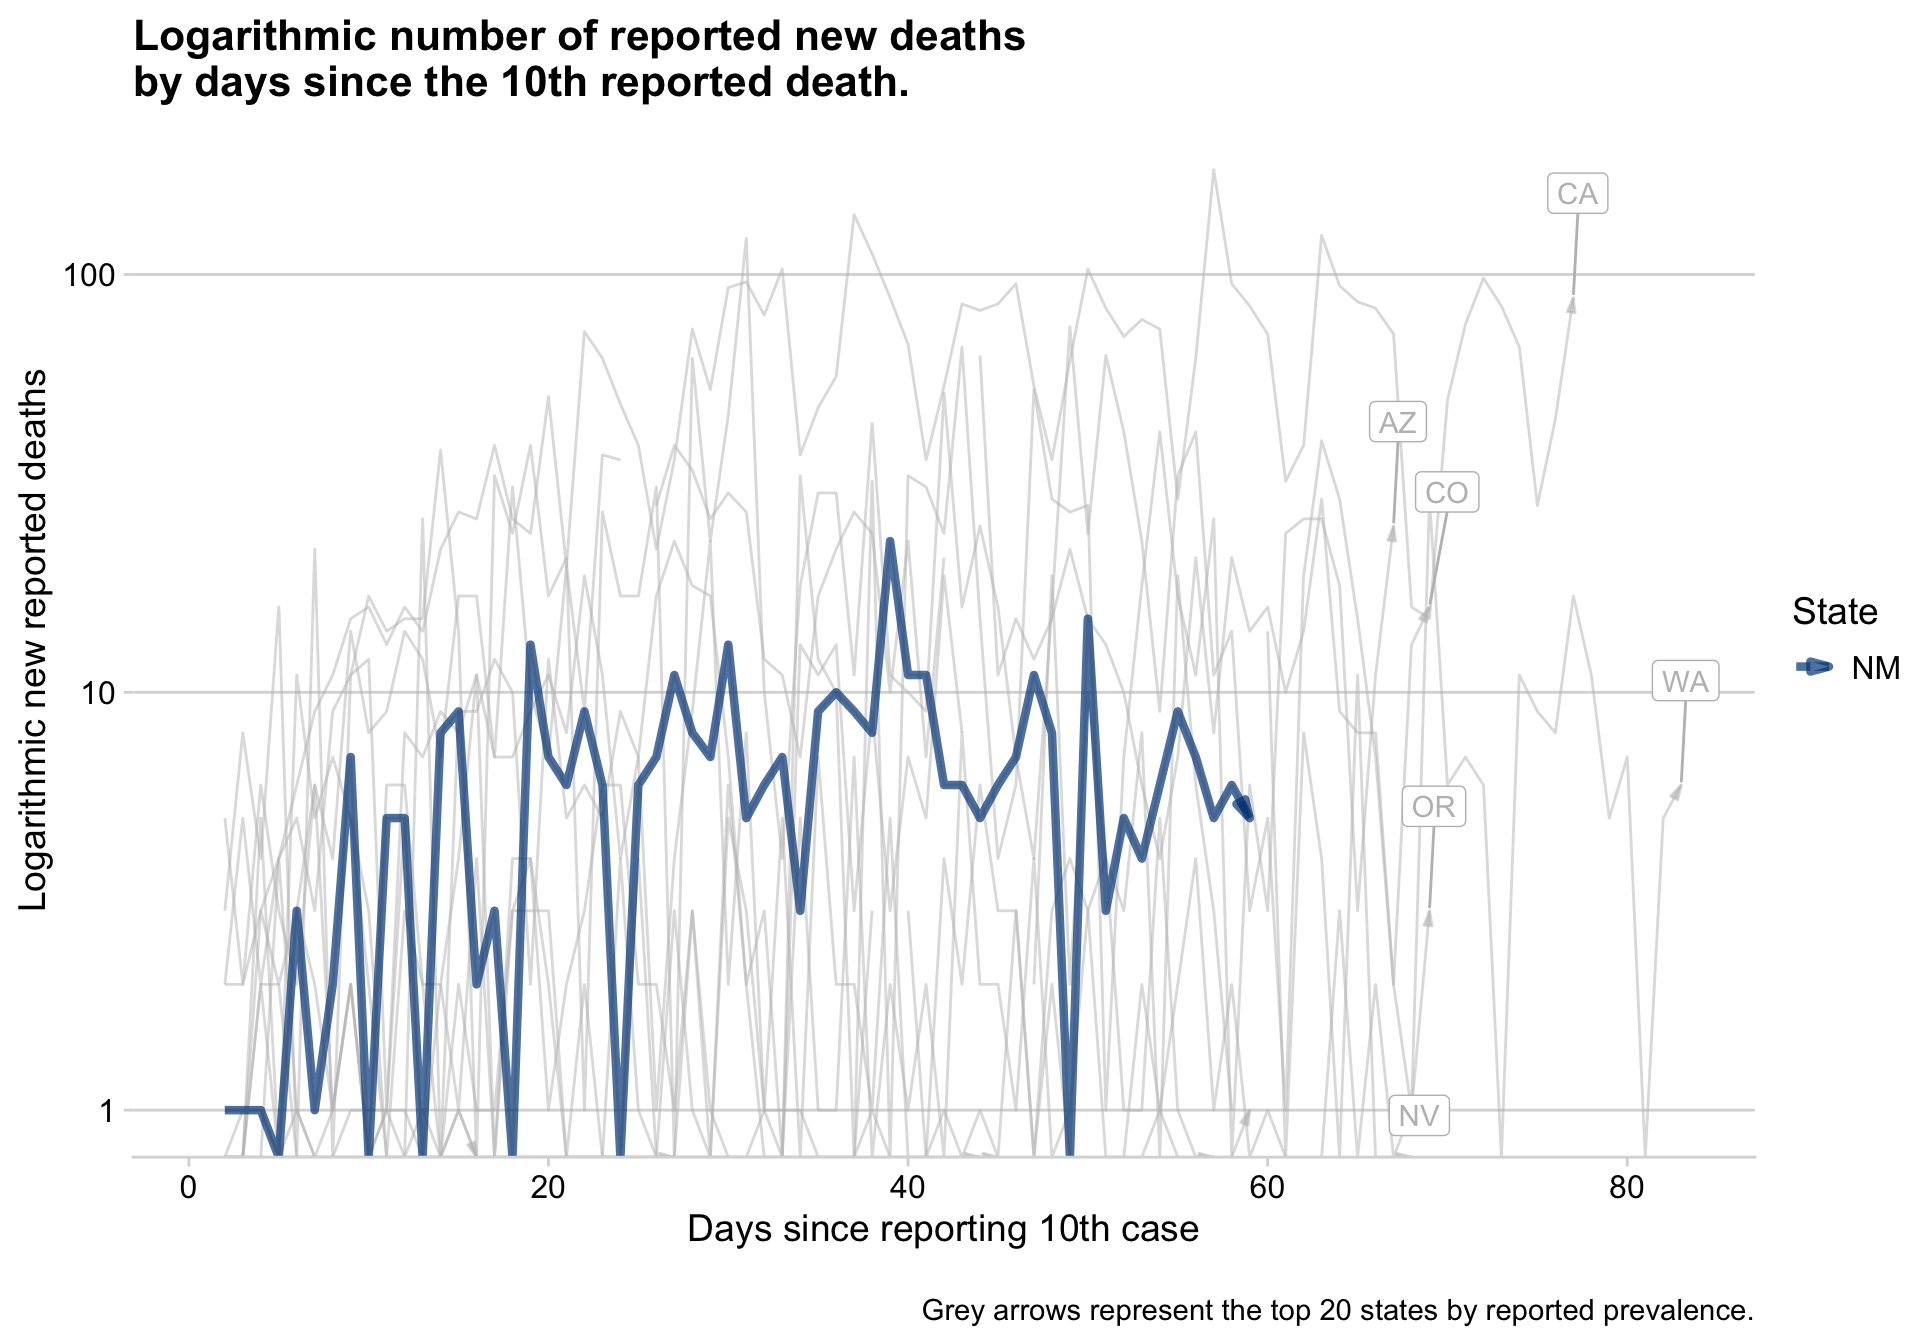 Logarithmic number of reported new deaths
by days since the 10th reported death.
CA
100
AZ
CO
Logarithmic new reported deaths
State
NM
10
WA
OR
1
NV
0
20
40
60
80
Days since reporting 10th case
Grey arrows represent the top 20 states by reported prevalence.